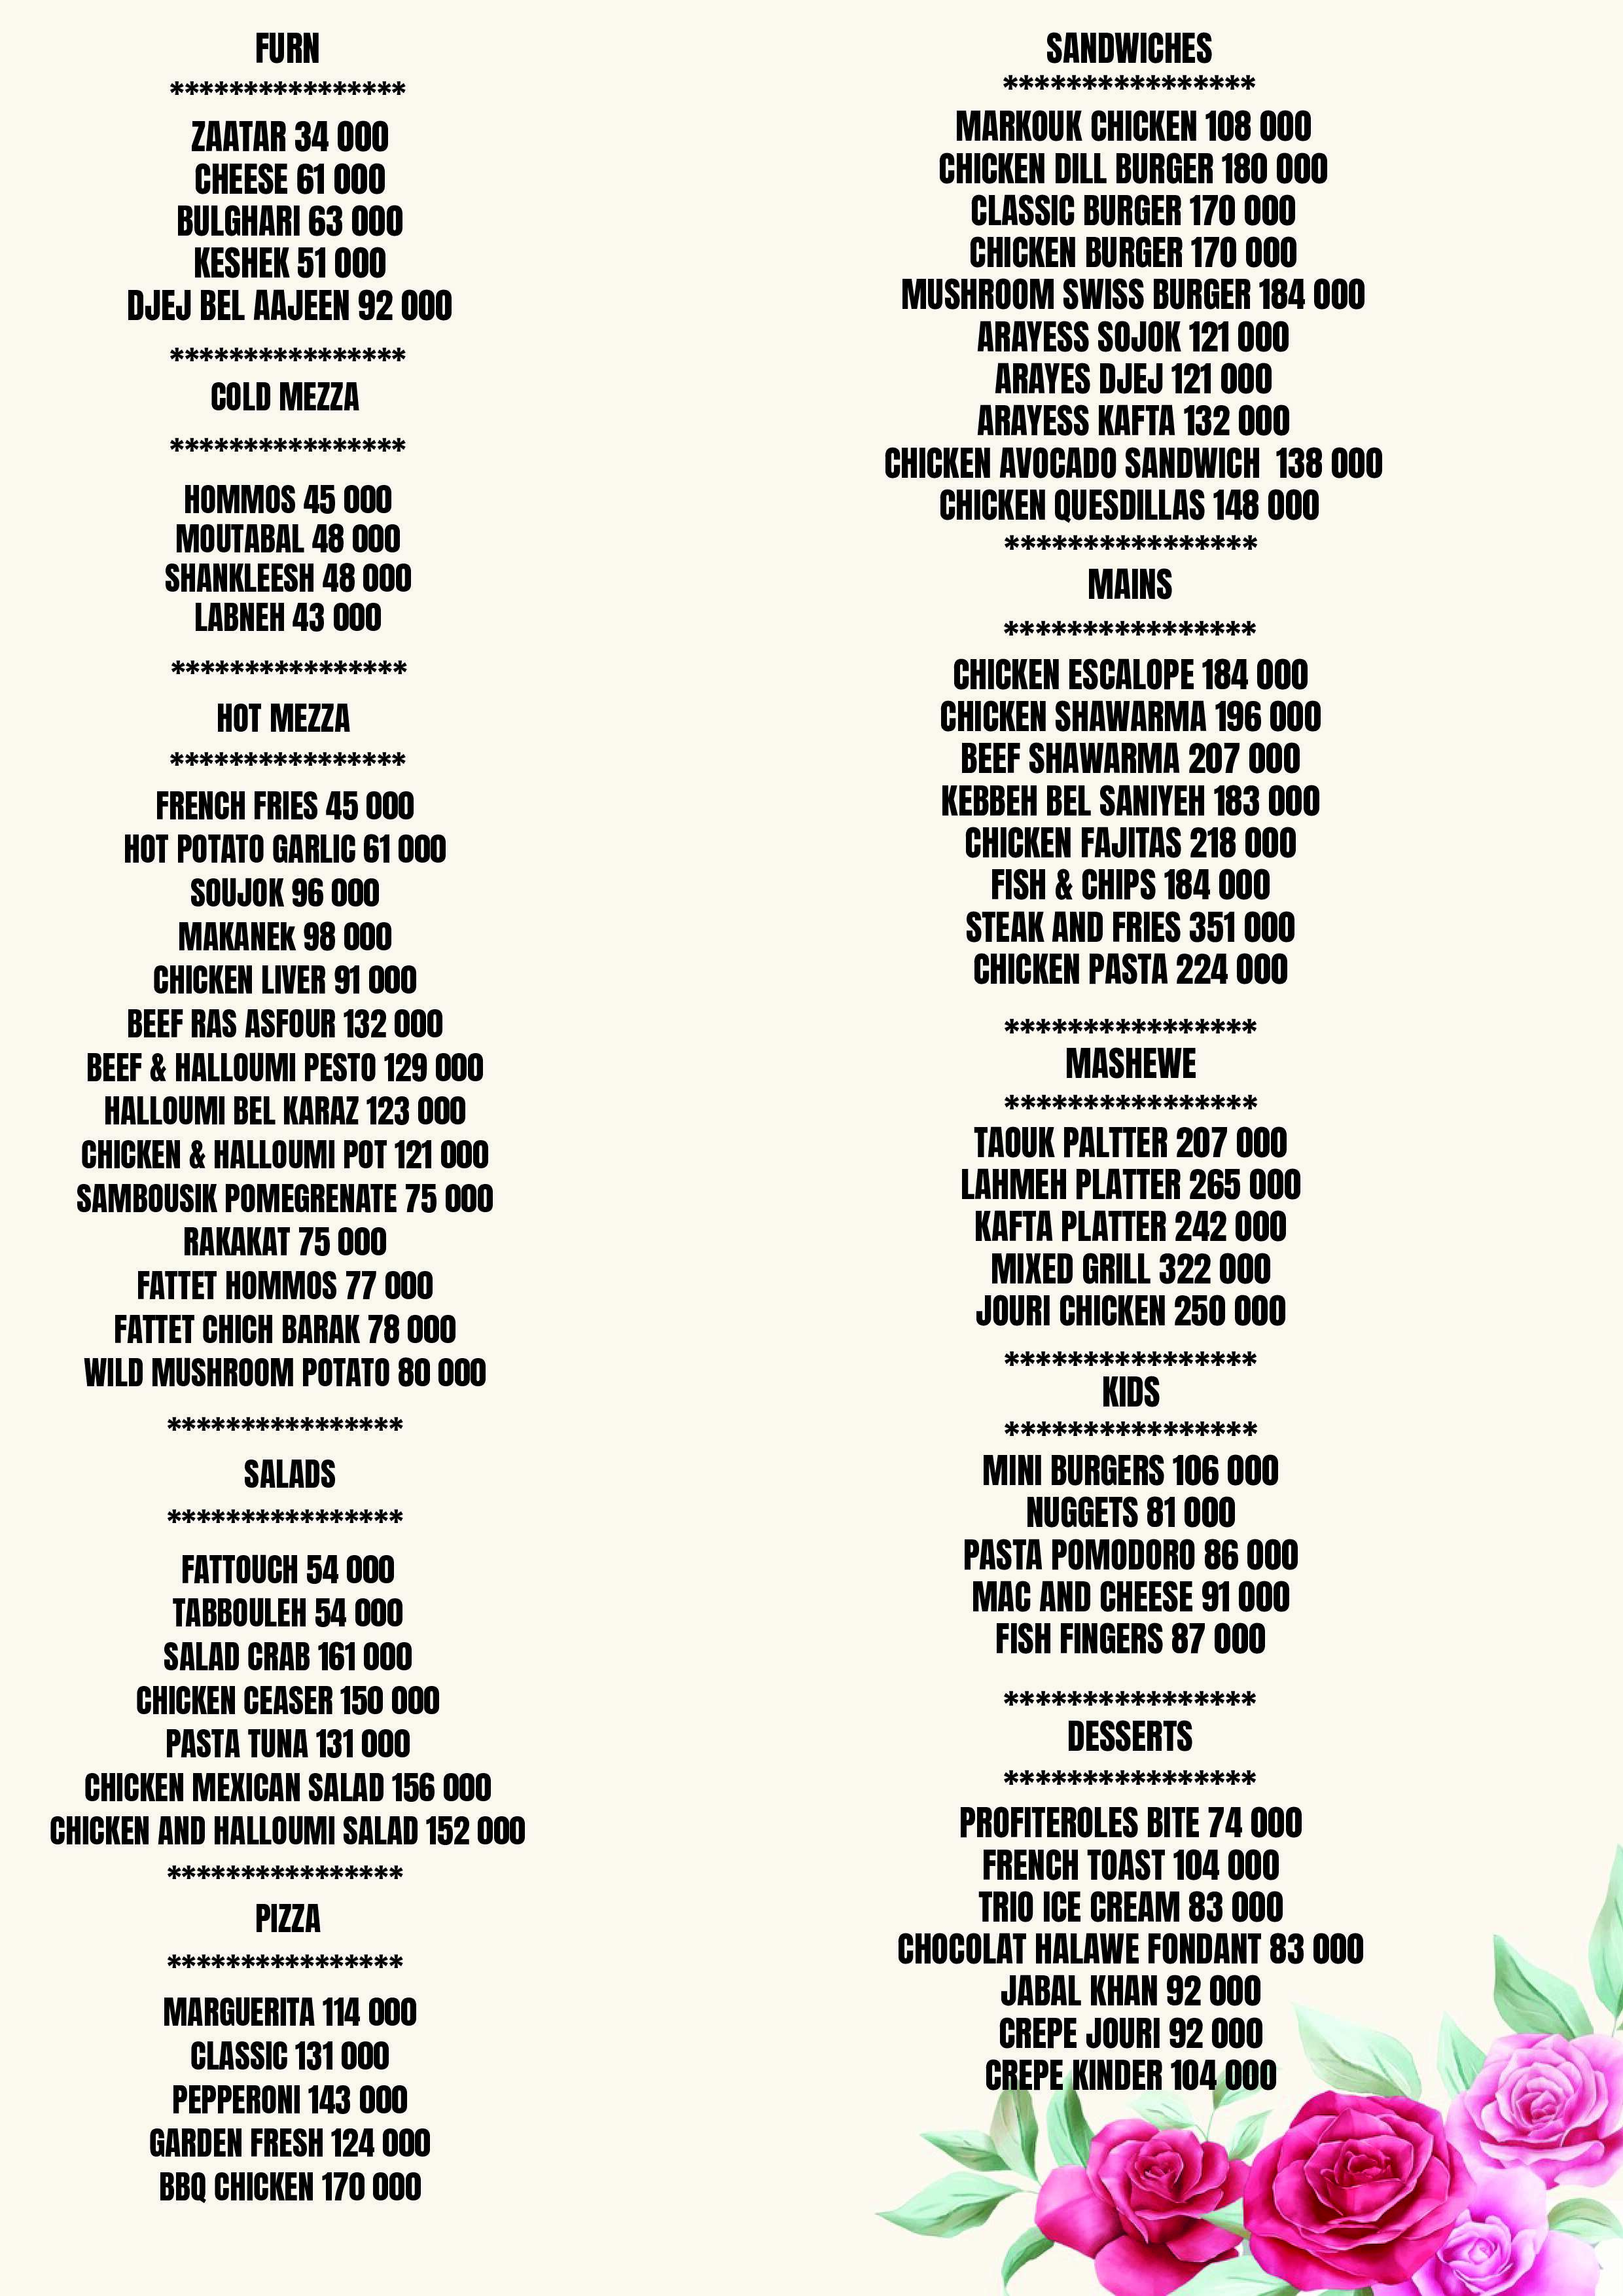 FURN
****************
ZAATAR 34 000
CHEESE 61 000
BULGHARI 63 000
KESHEK 51 000
DJEJ BEL AAJEEN 92 000
****************
COLD MEZZA
****************
HOMMOS 45 000
MOUTABAL 48 000
SHANKLEESH 48 000
LABNEH 43 000
****************
HOT MEZZA
****************
FRENCH FRIES 45 000
HOT POTATO GARLIC 61 000
SOUJOK 96 000
MAKANEk 98 000
CHICKEN LIVER 91 000
BEEF RAS ASFOUR 132 000
BEEF & HALLOUMI PESTO 129 000
HALLOUMI BEL KARAZ 123 000
CHICKEN & HALLOUMI POT 121 000
SAMBOUSIK POMEGRENATE 75 000
RAKAKAT 75 000
FATTET HOMMOS 77 000
FATTET CHICH BARAK 78 000
WILD MUSHROOM POTATO 80 000
****************
SALADS
****************
FATTOUCH 54 000
TABBOULEH 54 000
SALAD CRAB 161 000
CHICKEN CEASER 150 000
PASTA TUNA 131 000
CHICKEN MEXICAN SALAD 156 000
CHICKEN AND HALLOUMI SALAD 152 000
****************
PIZZA
****************
MARGUERITA 114 000
CLASSIC 131 000
PEPPERONI 143 000
GARDEN FRESH 124 000
BBQ CHICKEN 170 000
SANDWICHES
****************
MARKOUK CHICKEN 108 000
CHICKEN DILL BURGER 180 000
CLASSIC BURGER 170 000
CHICKEN BURGER 170 000
MUSHROOM SWISS BURGER 184 000
ARAYESS SOJOK 121 000
ARAYES DJEJ 121 000
ARAYESS KAFTA 132 000
CHICKEN AVOCADO SANDWICH  138 000
CHICKEN QUESDILLAS 148 000
****************
MAINS
****************
CHICKEN ESCALOPE 184 000
CHICKEN SHAWARMA 196 000
BEEF SHAWARMA 207 000
KEBBEH BEL SANIYEH 183 000
CHICKEN FAJITAS 218 000
FISH & CHIPS 184 000
STEAK AND FRIES 351 000
CHICKEN PASTA 224 000
****************
MASHEWE
****************
TAOUK PALTTER 207 000
LAHMEH PLATTER 265 000
KAFTA PLATTER 242 000
MIXED GRILL 322 000
JOURI CHICKEN 250 000
****************
KIDS
****************
MINI BURGERS 106 000
NUGGETS 81 000
PASTA POMODORO 86 000
MAC AND CHEESE 91 000
FISH FINGERS 87 000
****************
DESSERTS
****************
PROFITEROLES BITE 74 000
FRENCH TOAST 104 000
TRIO ICE CREAM 83 000
CHOCOLAT HALAWE FONDANT 83 000
JABAL KHAN 92 000
CREPE JOURI 92 000
CREPE KINDER 104 000